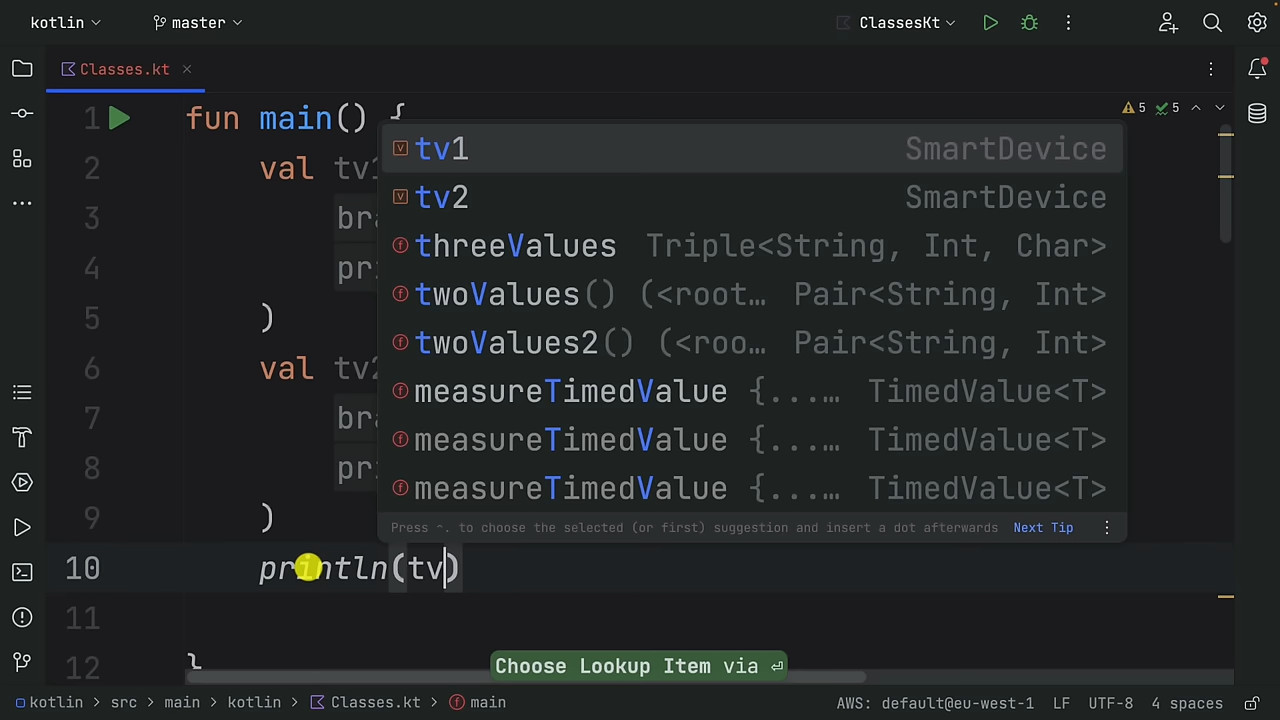 kotlin master ClassesKt
Classes.kt
5 5
1 fun main() {
2 val tv1
3 bra
4 pri
5 )
6 val tv2
7 bra
8 pri
9 )
10 println(tv)
11
12 }
tv1 SmartDevice
tv2 SmartDevice
threeValues Triple<String, Int, Char>
twoValues() (<root… Pair<String, Int>
twoValues2() (<roo… Pair<String, Int>
measureTimedValue {...… TimedValue<T>
measureTimedValue {...… TimedValue<T>
measureTimedValue {...… TimedValue<T>
Press ^. to choose the selected (or first) suggestion and insert a dot afterwards Next Tip
Choose Lookup Item via ⏎
kotlin > src > main > kotlin > Classes.kt > main AWS: default@eu-west-1 LF UTF-8 4 spaces